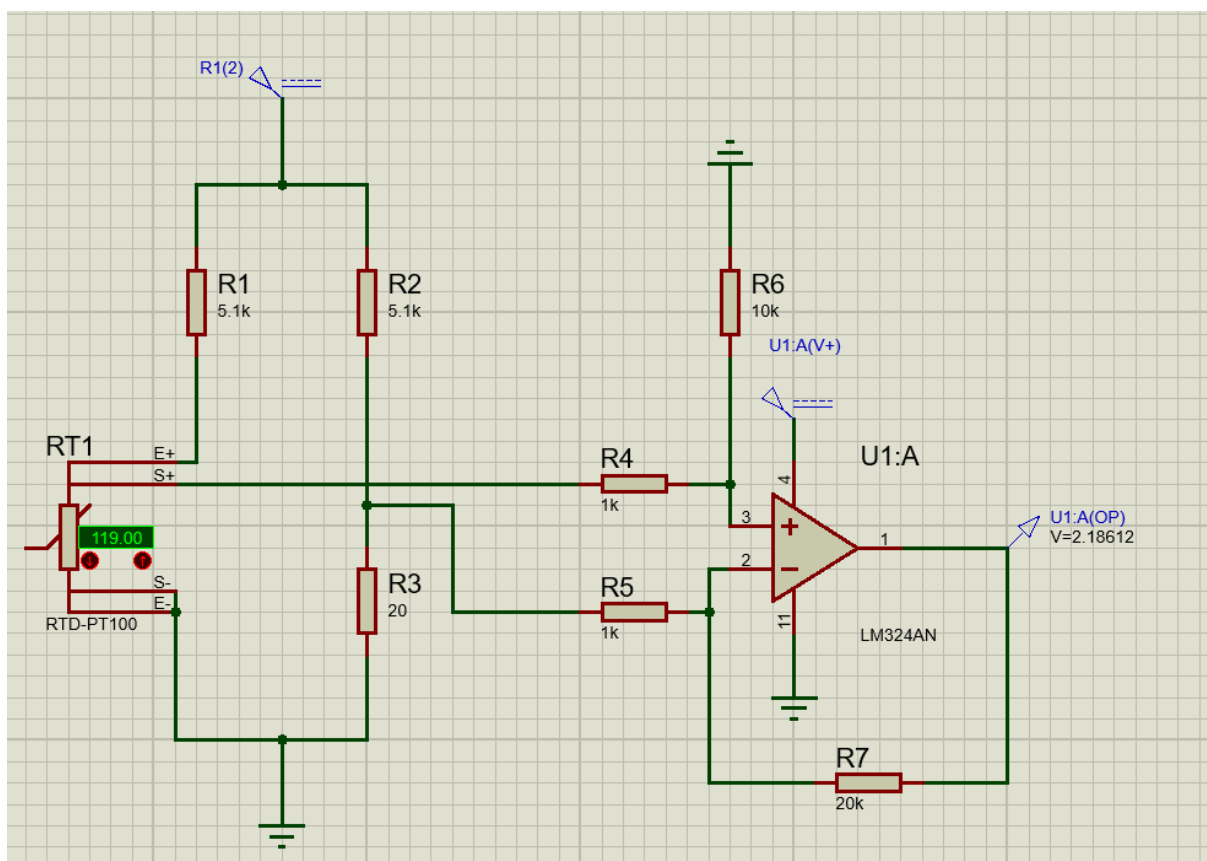 R1(2)
R1
5.1k
R2
5.1k
R6
10k
U1:A(V+)
RT1
E+
S+
R4
1k
U1:A
4
3
119.00
1
U1:A(OP)
V=2.18612
2
S-
E-
RTD-PT100
R3
20
R5
1k
11
LM324AN
R7
20k